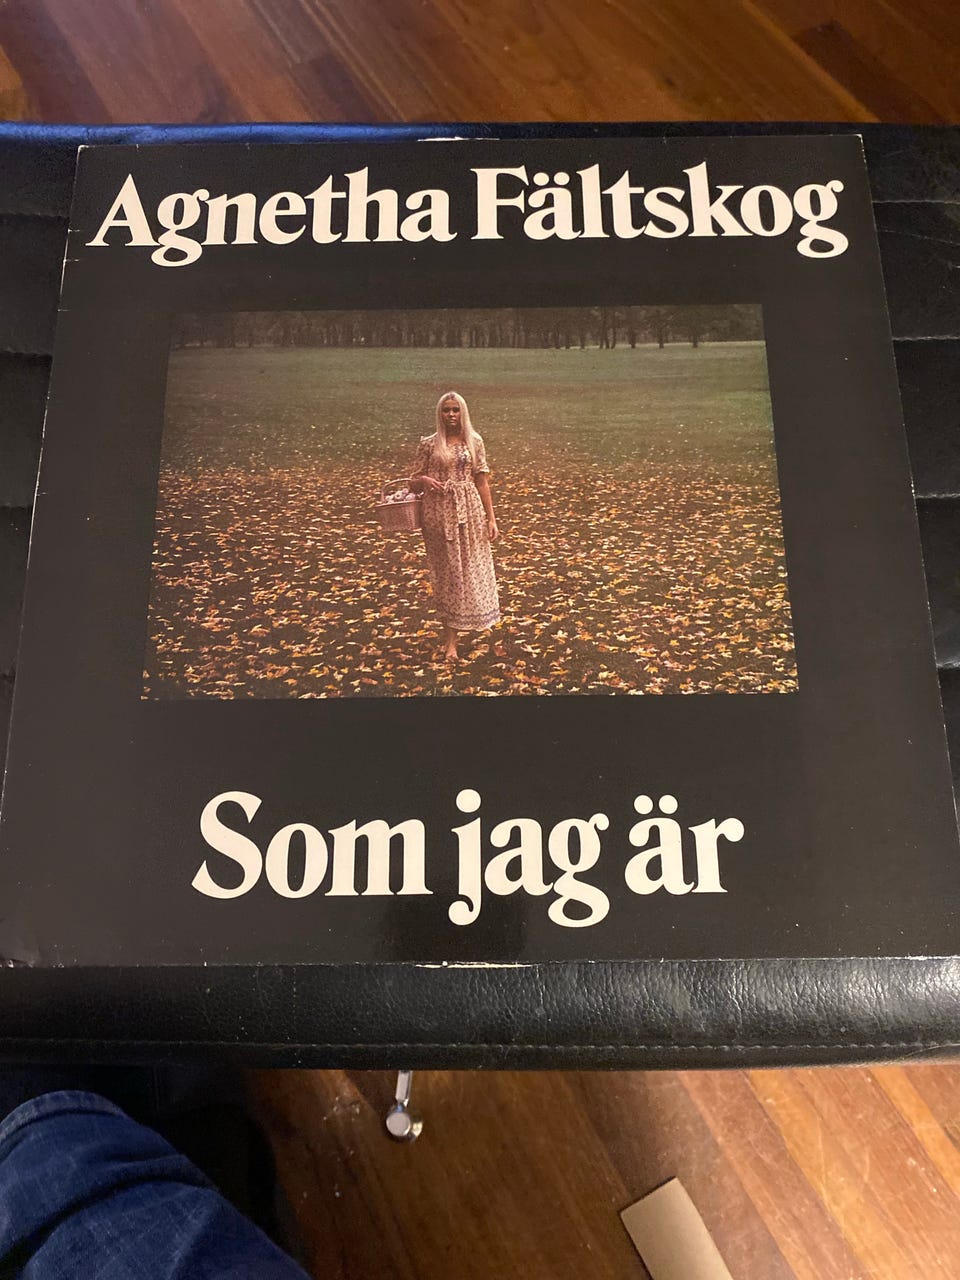 Agnetha Fältskog
Som jag är